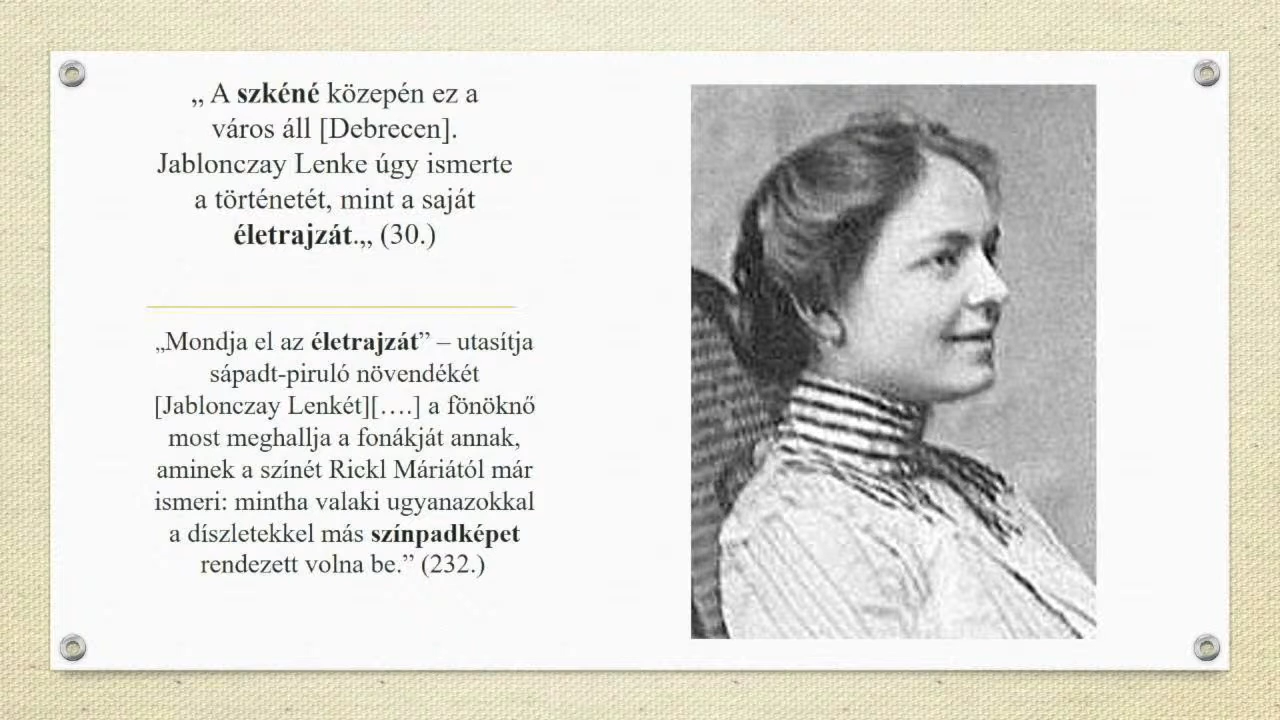 „ A szkéné közepén ez a
város áll [Debrecen].
Jablonczay Lenke úgy ismerte
a történetét, mint a saját
életrajzát.„ (30.)
„Mondja el az életrajzát” – utasítja
sápadt-piruló növendékét
[Jablonczay Lenkét][….] a fönöknő
most meghallja a fonákját annak,
aminek a színét Rickl Máriától már
ismeri: mintha valaki ugyanazokkal
a díszletekkel más színpadképet
rendezett volna be.” (232.)